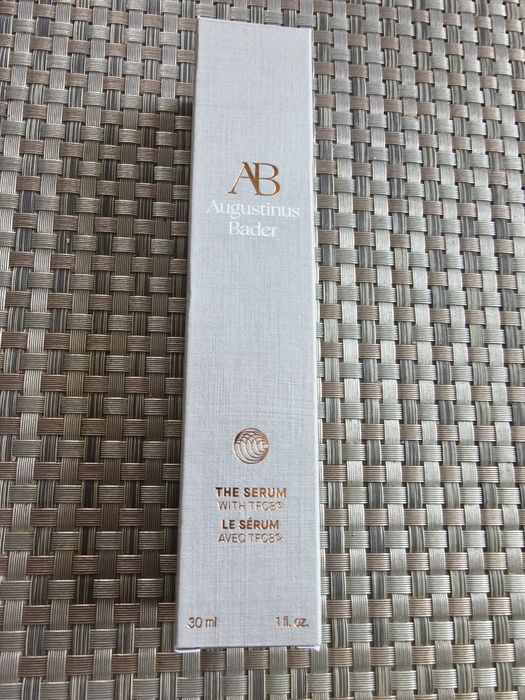 AB
Augustinus
Bader
THE SERUM
WITH TFC8®
LE SÉRUM
AVEC TFC8®
30 ml 1 fl. oz.